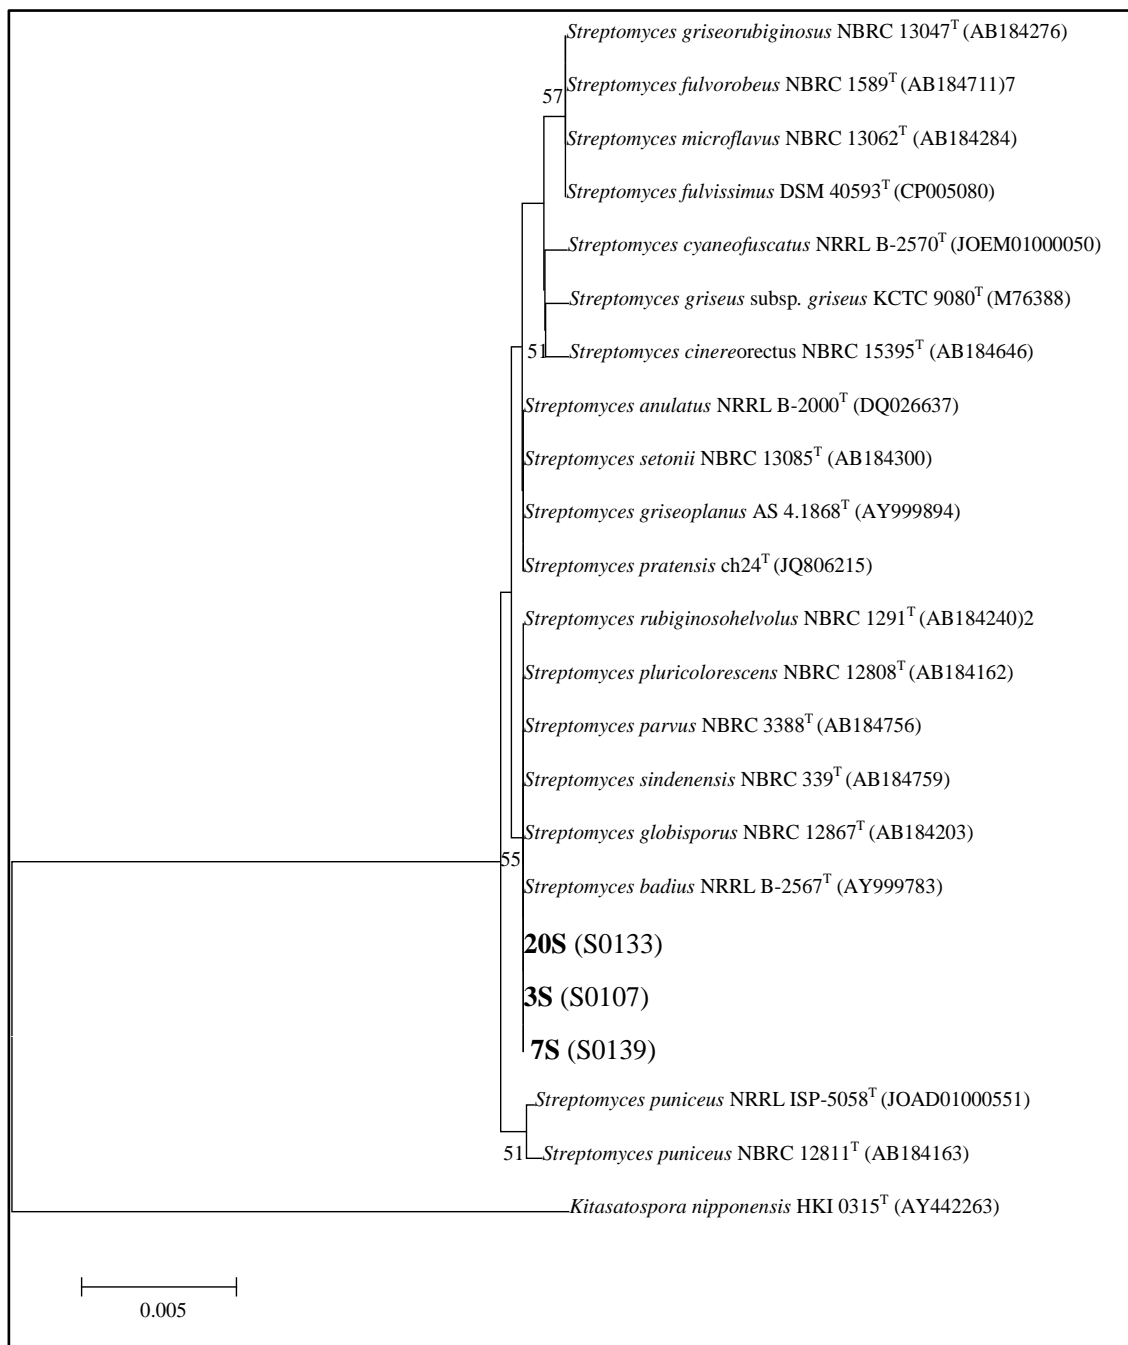 Streptomyces griseorubiginosus NBRC 13047T (AB184276)
57
Streptomyces fulvorobeus NBRC 1589T (AB184711)7
Streptomyces microflavus NBRC 13062T (AB184284)
Streptomyces fulvissimus DSM 40593T (CP005080)
Streptomyces cyaneofuscatus NRRL B-2570T (JOEM01000050)
Streptomyces griseus subsp. griseus KCTC 9080T (M76388)
51
Streptomyces cinereorectus NBRC 15395T (AB184646)
Streptomyces anulatus NRRL B-2000T (DQ026637)
Streptomyces setonii NBRC 13085T (AB184300)
Streptomyces griseoplanus AS 4.1868T (AY999894)
Streptomyces pratensis ch24T (JQ806215)
Streptomyces rubiginosohelvolus NBRC 1291T (AB184240)2
Streptomyces pluricolorescens NBRC 12808T (AB184162)
Streptomyces parvus NBRC 3388T (AB184756)
Streptomyces sindenensis NBRC 339T (AB184759)
Streptomyces globisporus NBRC 12867T (AB184203)
55
Streptomyces badius NRRL B-2567T (AY999783)
20S (S0133)
3S (S0107)
7S (S0139)
Streptomyces puniceus NRRL ISP-5058T (JOAD01000551)
51
Streptomyces puniceus NBRC 12811T (AB184163)
Kitasatospora nipponensis HKI 0315T (AY442263)
0.005